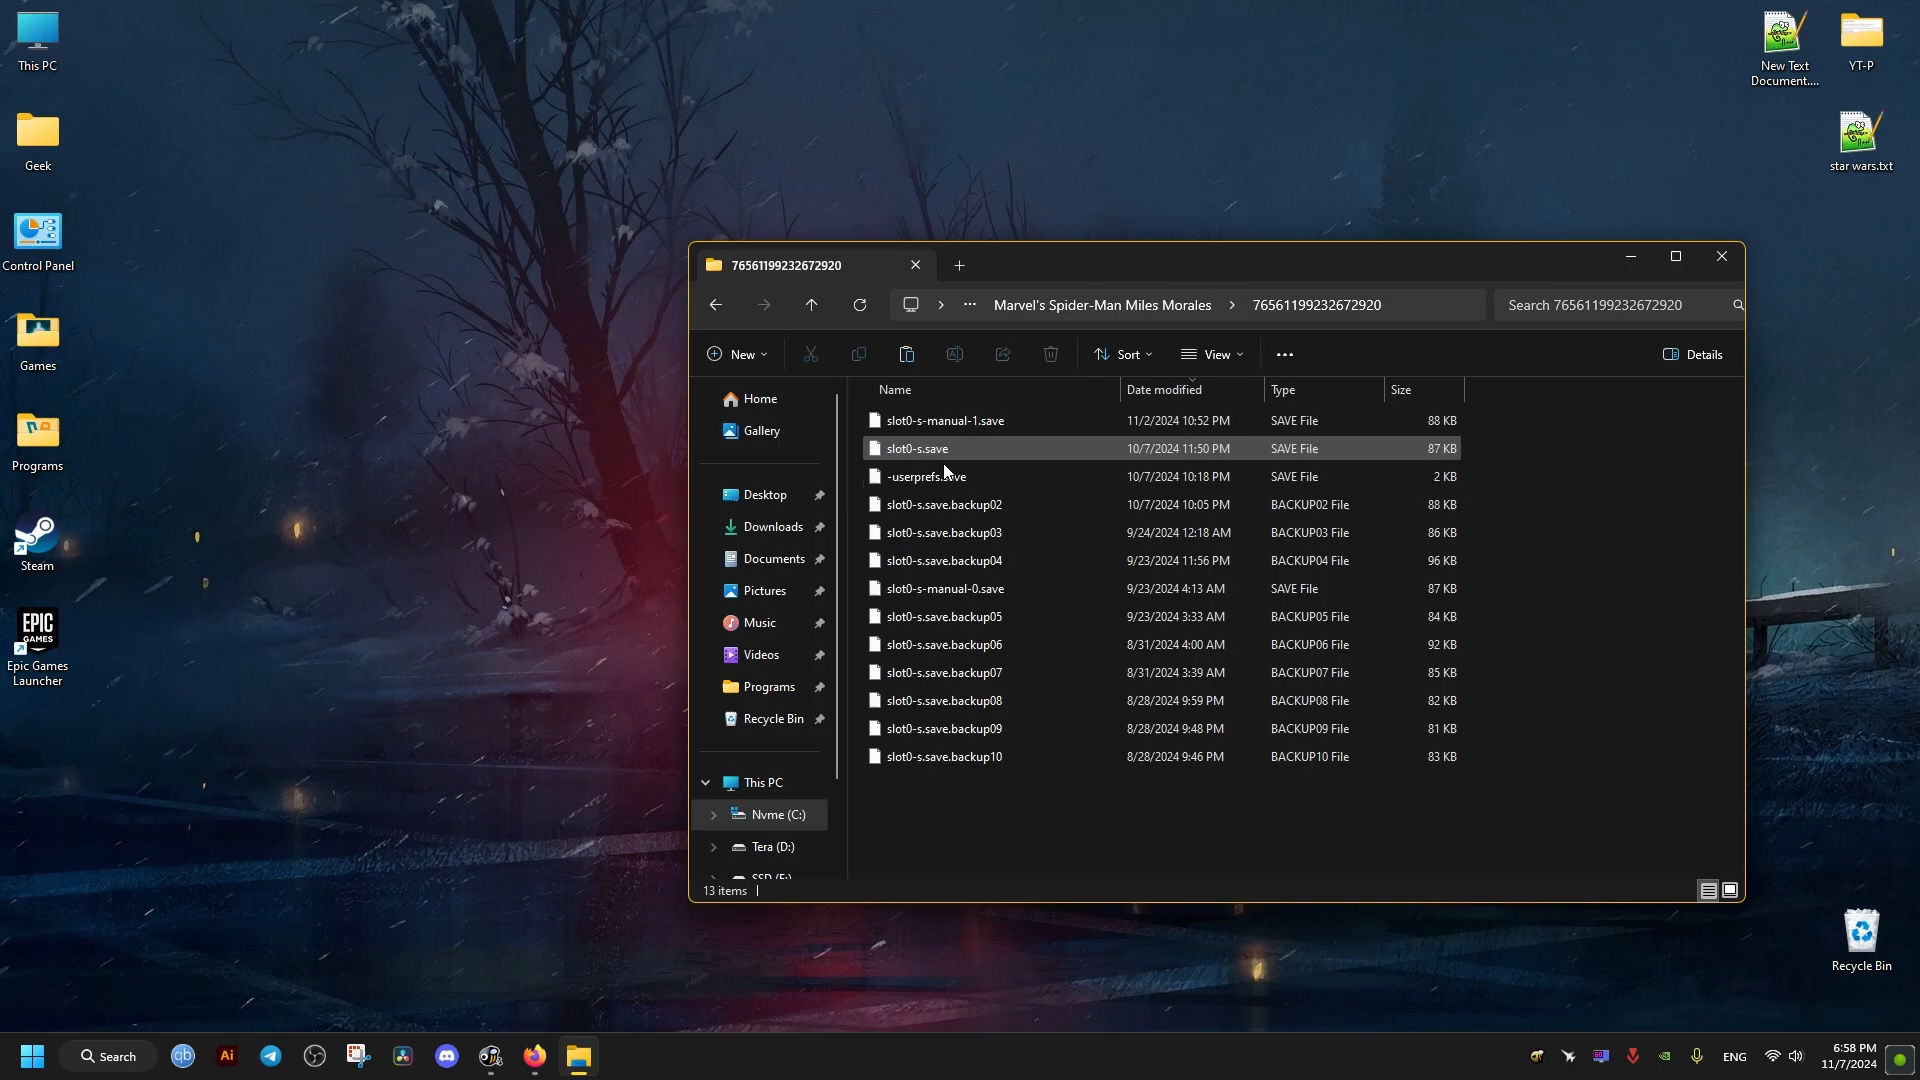 This PC
Geek
Control Panel
Games
Programs
Steam
EPIC
GAMES
Epic Games
Launcher
New Text
Document....
YT-P
star wars.txt
Recycle Bin
76561199232672920
Marvel's Spider-Man Miles Morales
76561199232672920
Search 76561199232672920
New
Sort
View
Details
Home
Gallery
Desktop
Downloads
Documents
Pictures
Music
Videos
Programs
Recycle Bin
This PC
Nvme (C:)
Tera (D:)
Name Date modified Type Size
slot0-s-manual-1.save 11/2/2024 10:52 PM SAVE File 88 KB
slot0-s.save 10/7/2024 11:50 PM SAVE File 87 KB
-userprefs.save 10/7/2024 10:18 PM SAVE File 2 KB
slot0-s.save.backup02 10/7/2024 10:05 PM BACKUP02 File 88 KB
slot0-s.save.backup03 9/24/2024 12:18 AM BACKUP03 File 86 KB
slot0-s.save.backup04 9/23/2024 11:56 PM BACKUP04 File 96 KB
slot0-s-manual-0.save 9/23/2024 4:13 AM SAVE File 87 KB
slot0-s.save.backup05 9/23/2024 3:33 AM BACKUP05 File 84 KB
slot0-s.save.backup06 8/31/2024 4:00 AM BACKUP06 File 92 KB
slot0-s.save.backup07 8/31/2024 3:39 AM BACKUP07 File 85 KB
slot0-s.save.backup08 8/28/2024 9:59 PM BACKUP08 File 82 KB
slot0-s.save.backup09 8/28/2024 9:48 PM BACKUP09 File 81 KB
slot0-s.save.backup10 8/28/2024 9:46 PM BACKUP10 File 83 KB
13 items
Search
qb
Ai
ENG
6:58 PM
11/7/2024